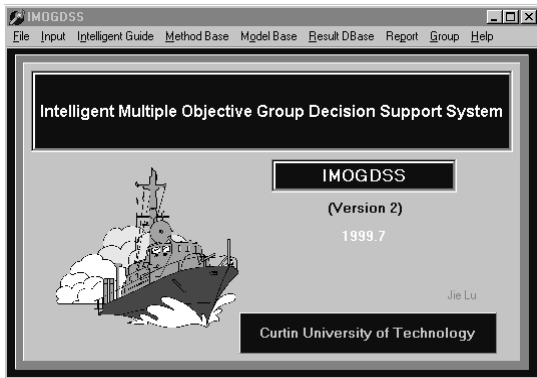 IMOGDSS
File Input Intelligent Guide Method Base Model Base Result DBase Report Group Help
Intelligent Multiple Objective Group Decision Support System
IMOGDSS
(Version 2)
1999.7
Jie Lu
Curtin University of Technology